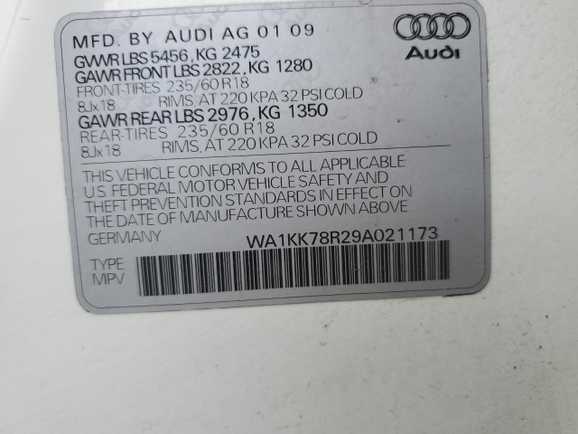 MFD. BY AUDI AG 01 09
GVWR LBS 5456, KG 2475
GAWR FRONT LBS 2822, KG 1280
FRONT-TIRES 235/60 R18
8Jx18 RIMS, AT 220 KPA 32 PSI COLD
GAWR REAR LBS 2976, KG 1350
REAR-TIRES 235/60 R18
8Jx18 RIMS, AT 220 KPA 32 PSI COLD
Audi
THIS VEHICLE CONFORMS TO ALL APPLICABLE
U.S. FEDERAL MOTOR VEHICLE SAFETY AND
THEFT PREVENTION STANDARDS IN EFFECT ON
THE DATE OF MANUFACTURE SHOWN ABOVE.
GERMANY WA1KK78R29A021173
TYPE
MPV